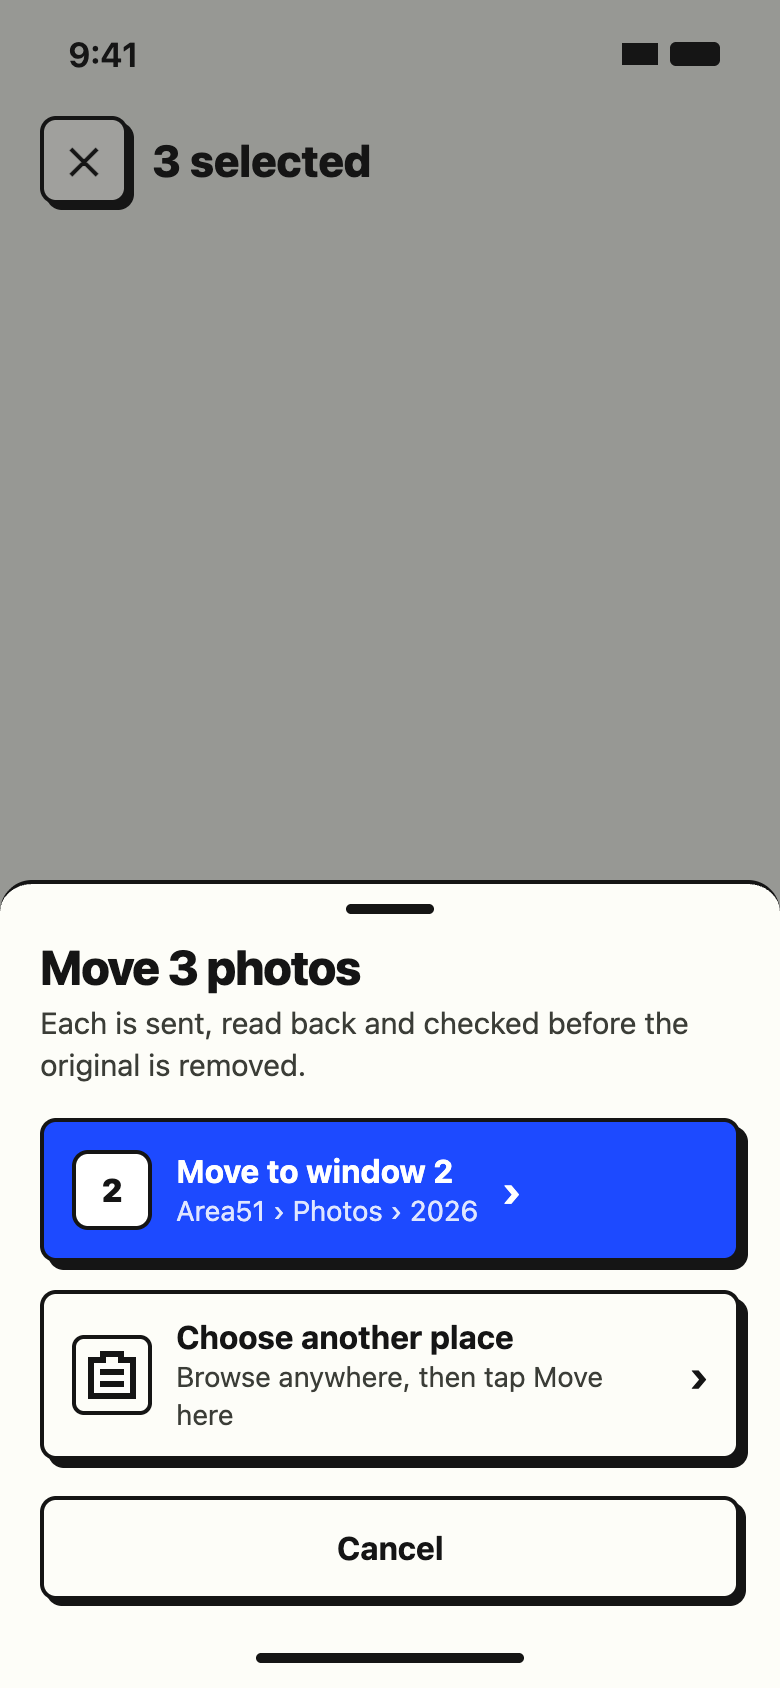 9:41
3 selected
Move 3 photos
Each is sent, read back and checked before the
original is removed.
2
Move to window 2
Area51 › Photos › 2026
›
Choose another place
Browse anywhere, then tap Move
here
›
Cancel